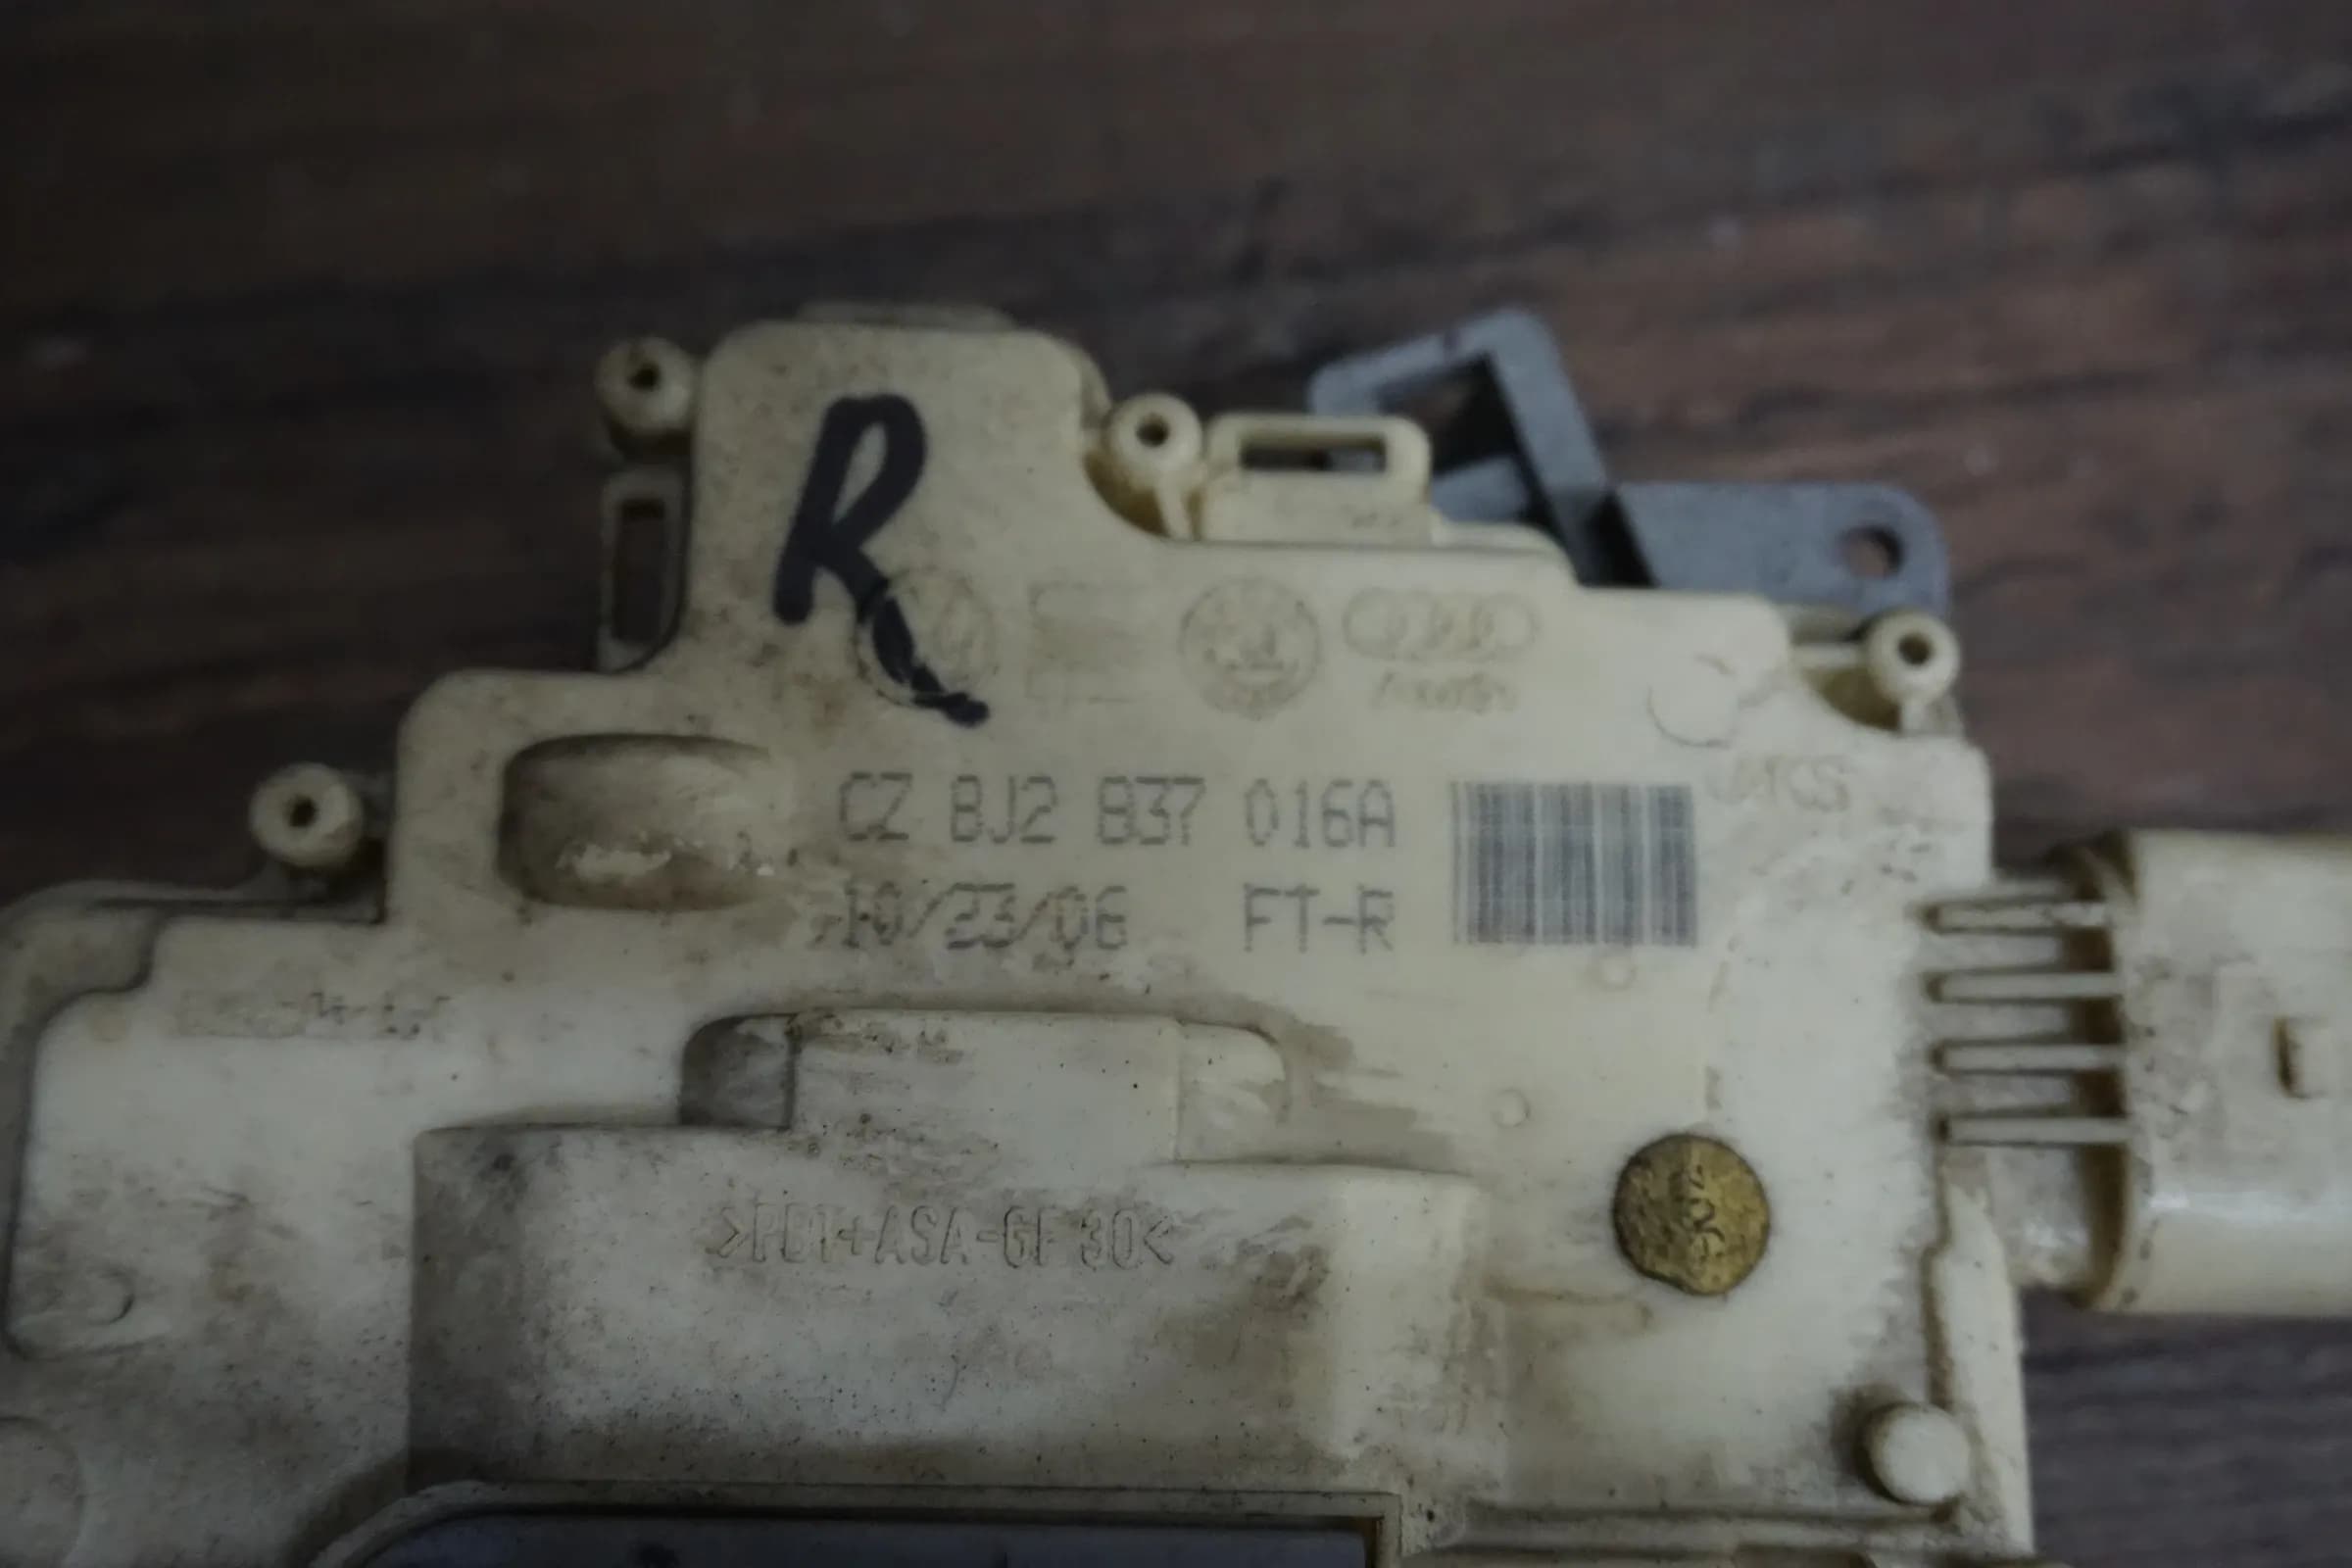 R
CZ 8J2 837 016A
10/23/06 FT-R
>PBT+ASA-GF 30<